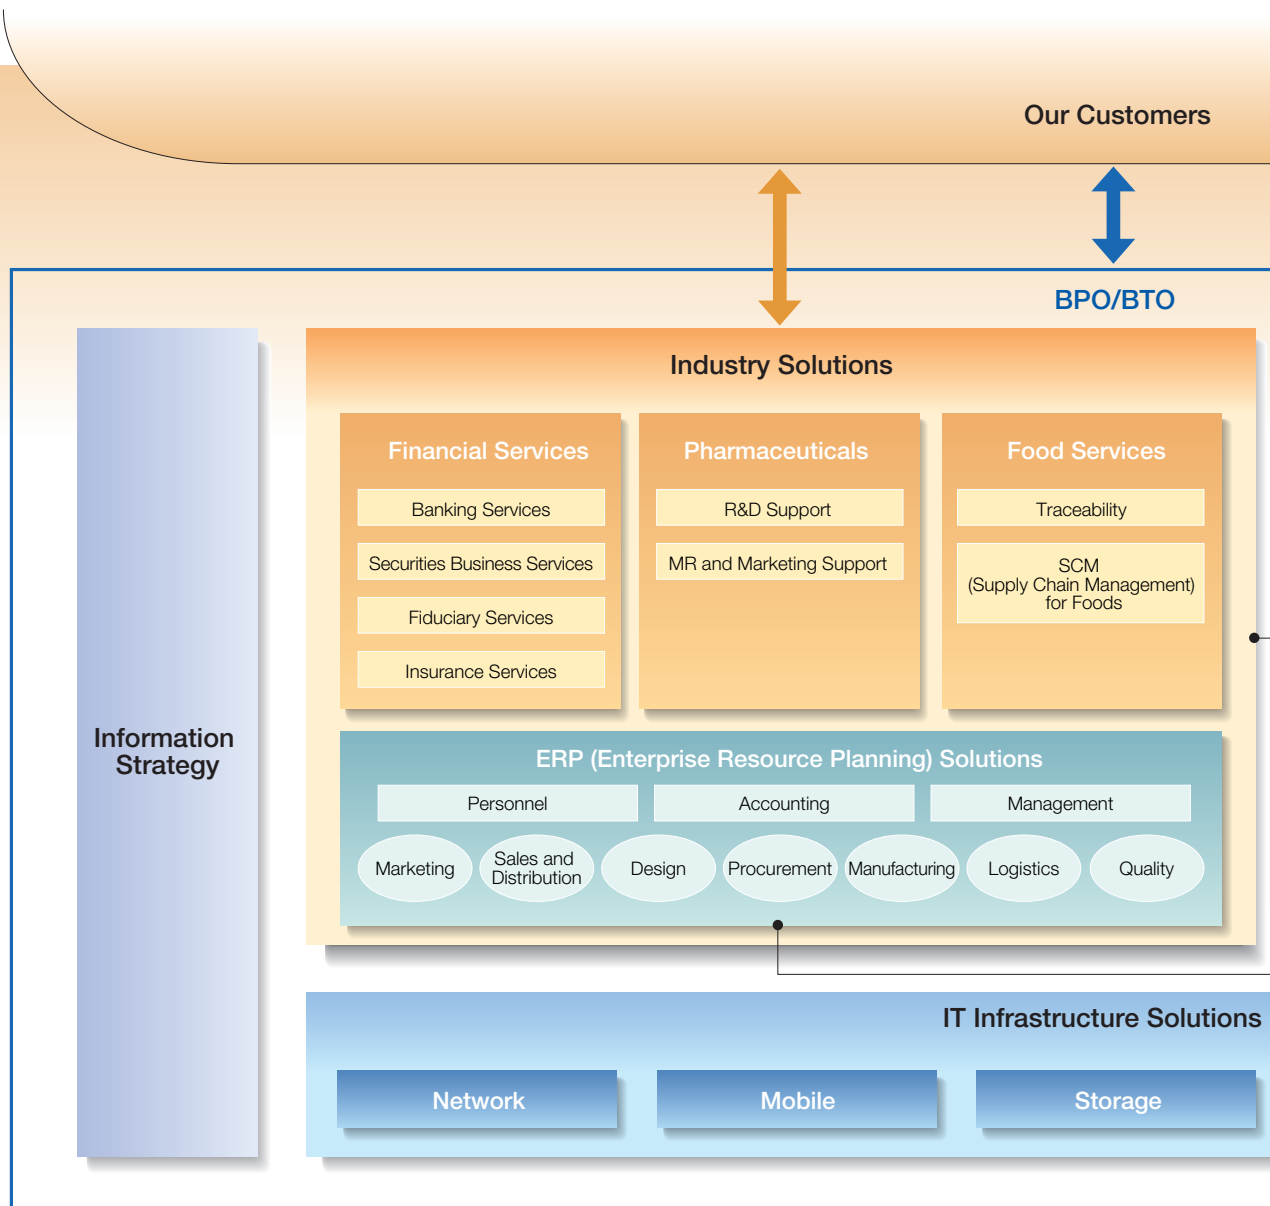 Our Customers
BPO/BTO
Information
Strategy
Industry Solutions
Financial Services
Banking Services
Securities Business Services
Fiduciary Services
Insurance Services
Pharmaceuticals
R&D Support
MR and Marketing Support
Food Services
Traceability
SCM
(Supply Chain Management)
for Foods
ERP (Enterprise Resource Planning) Solutions
Personnel
Accounting
Management
Marketing
Sales and
Distribution
Design
Procurement
Manufacturing
Logistics
Quality
IT Infrastructure Solutions
Network
Mobile
Storage